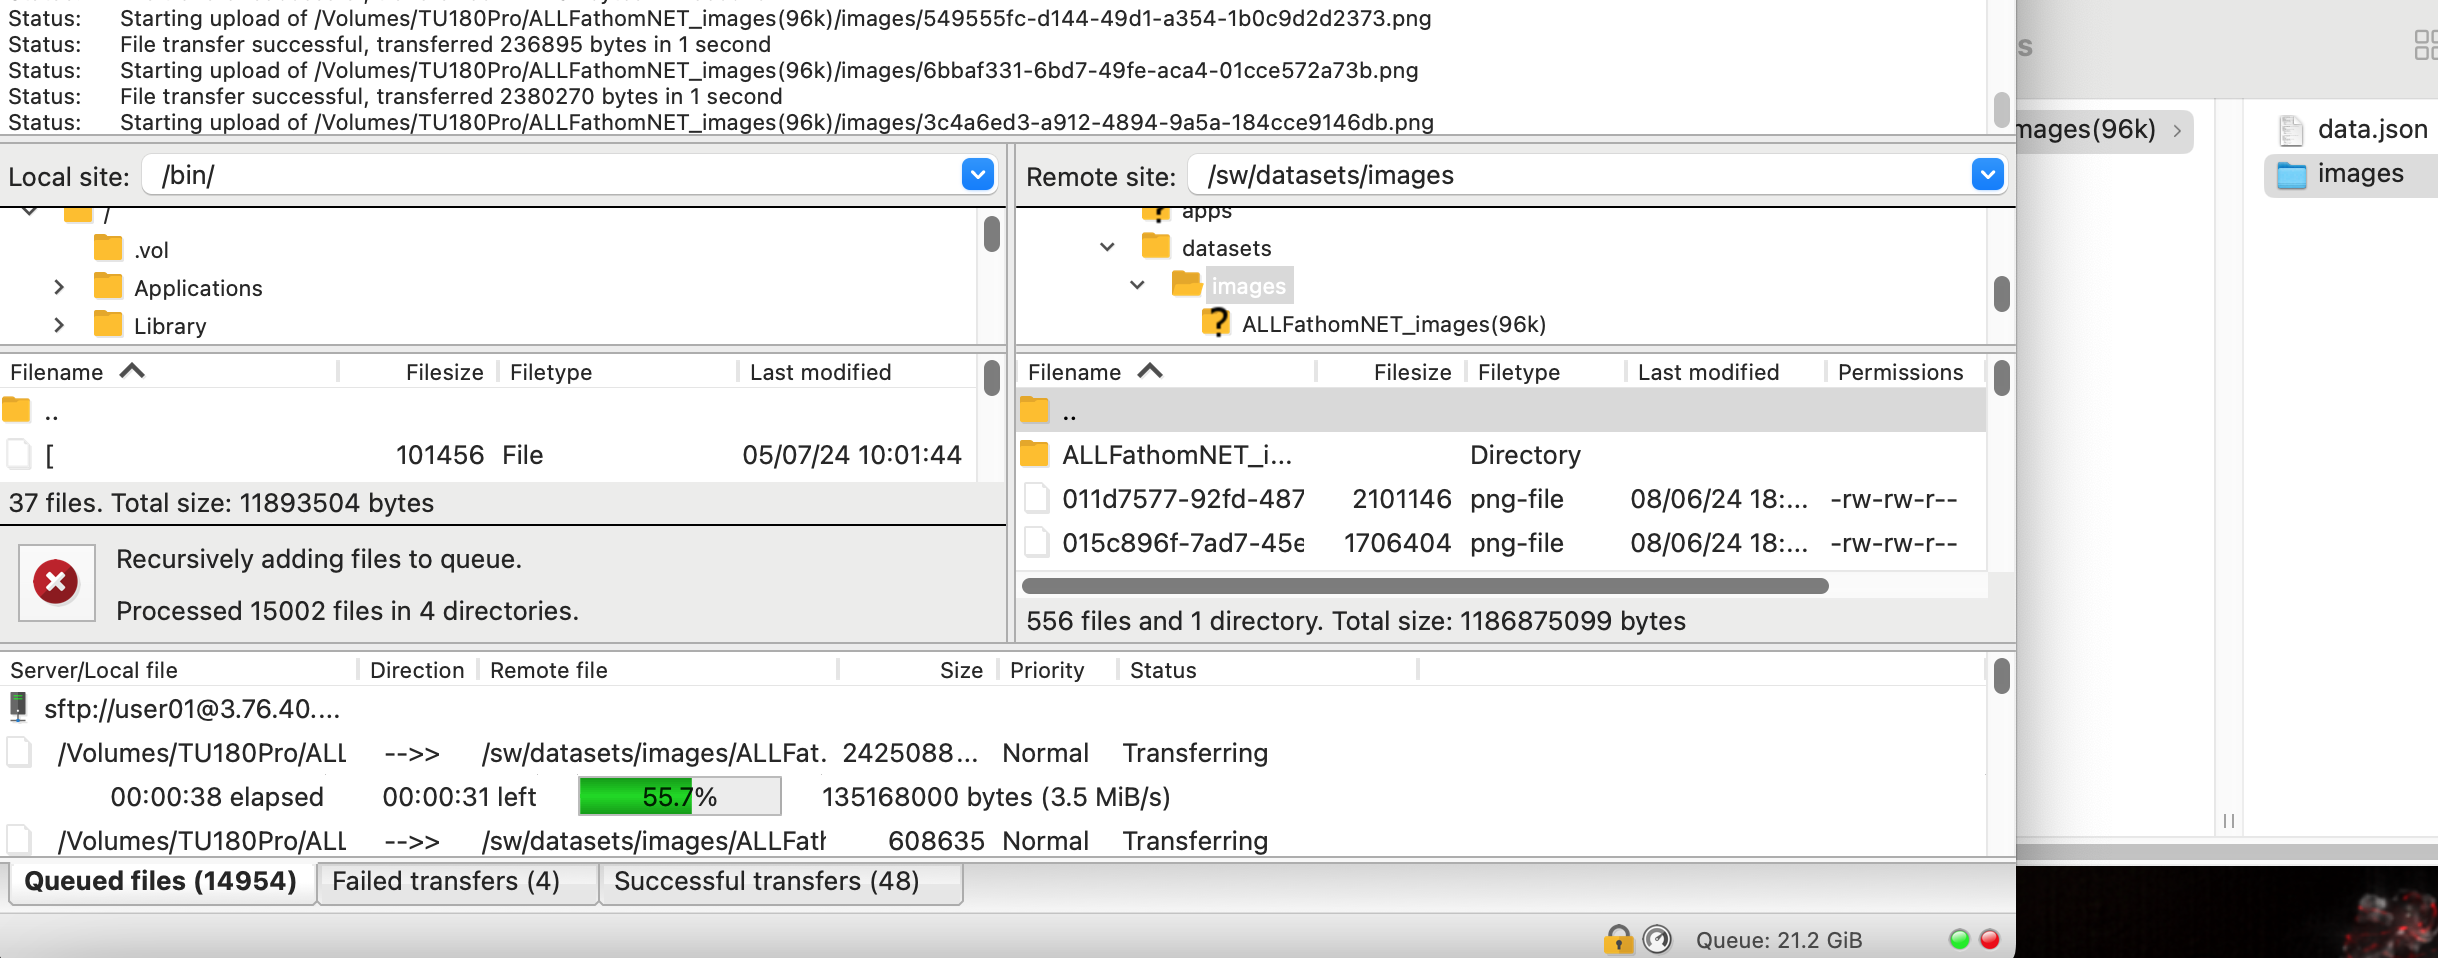 Status: Starting upload of /Volumes/TU180Pro/ALLFathomNET_images(96k)/images/549555fc-d144-49d1-a354-1b0c9d2d2373.png
Status: File transfer successful, transferred 236895 bytes in 1 second
Status: Starting upload of /Volumes/TU180Pro/ALLFathomNET_images(96k)/images/6bbaf331-6bd7-49fe-aca4-01cce572a73b.png
Status: File transfer successful, transferred 2380270 bytes in 1 second
Status: Starting upload of /Volumes/TU180Pro/ALLFathomNET_images(96k)/images/3c4a6ed3-a912-4894-9a5a-184cce9146db.png
Local site: /bin/
/
.vol
Applications
Library
Filename Filesize Filetype Last modified
..
[ 101456 File 05/07/24 10:01:44
37 files. Total size: 11893504 bytes
Recursively adding files to queue.
Processed 15002 files in 4 directories.
Remote site: /sw/datasets/images
apps
datasets
images
ALLFathomNET_images(96k)
Filename Filesize Filetype Last modified Permissions
..
ALLFathomNET_i... Directory
011d7577-92fd-487 2101146 png-file 08/06/24 18:... -rw-rw-r--
015c896f-7ad7-45e 1706404 png-file 08/06/24 18:... -rw-rw-r--
556 files and 1 directory. Total size: 1186875099 bytes
Server/Local file Direction Remote file Size Priority Status
sftp://user01@3.76.40....
/Volumes/TU180Pro/ALL -->> /sw/datasets/images/ALLFat. 2425088... Normal Transferring
00:00:38 elapsed 00:00:31 left 55.7% 135168000 bytes (3.5 MiB/s)
/Volumes/TU180Pro/ALL -->> /sw/datasets/images/ALLFath 608635 Normal Transferring
Queued files (14954) Failed transfers (4) Successful transfers (48)
Queue: 21.2 GiB
s
mages(96k)
data.json
images